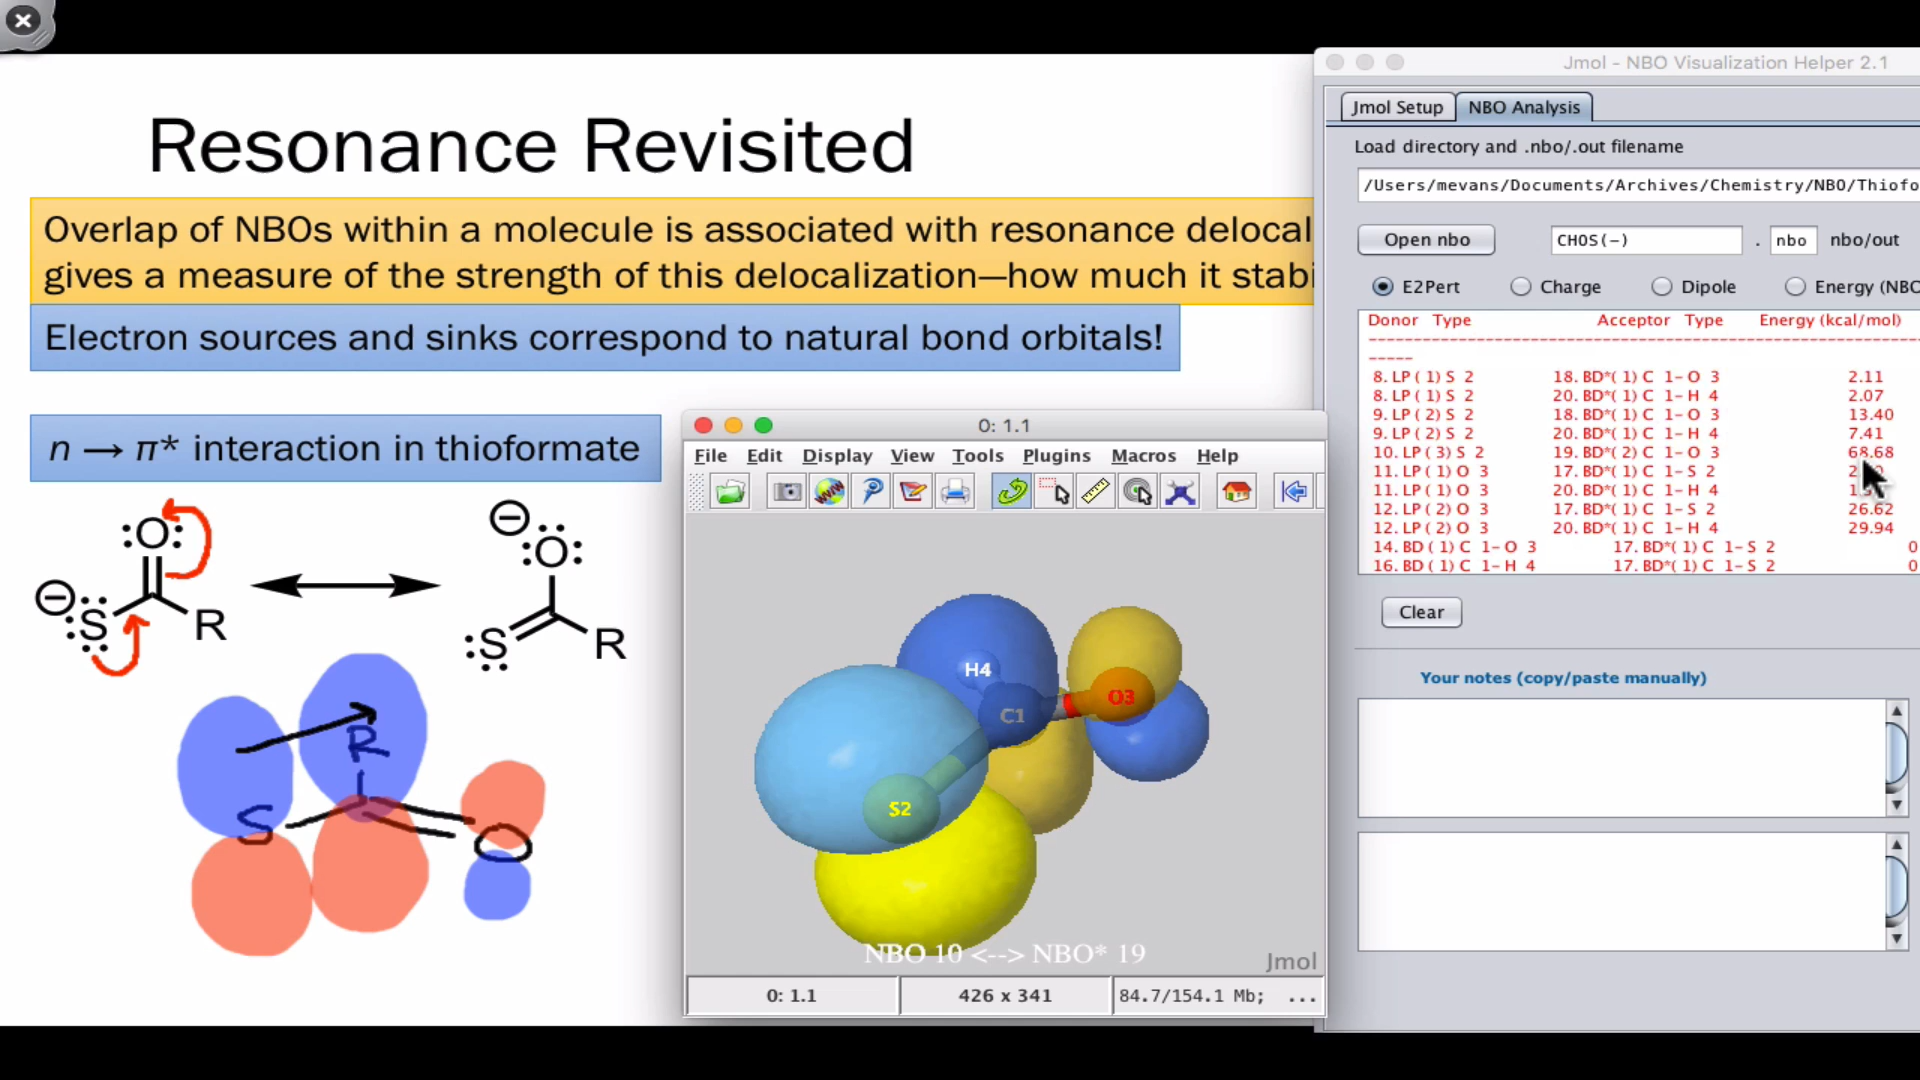 Resonance Revisited
Overlap of NBOs within a molecule is associated with resonance delocal
gives a measure of the strength of this delocalization—how much it stabi
Electron sources and sinks correspond to natural bond orbitals!
n → π* interaction in thioformate
:O:
⊖
S
R
⊖
:O:
:S
R
R
S
O
0: 1.1
File Edit Display View Tools Plugins Macros Help
H4
C1
O3
S2
NBO 10 <--> NBO* 19
Jmol
0: 1.1
426 x 341
84.7/154.1 Mb; ...
Jmol - NBO Visualization Helper 2.1
Jmol Setup NBO Analysis
Load directory and .nbo/.out filename
/Users/mevans/Documents/Archives/Chemistry/NBO/Thiofo
Open nbo CHOS(-) . nbo nbo/out
E2Pert Charge Dipole Energy (NBO
Donor Type Acceptor Type Energy (kcal/mol)
8. LP ( 1) S 2 18. BD*( 1) C 1- O 3 2.11
8. LP ( 1) S 2 20. BD*( 1) C 1- H 4 2.07
9. LP ( 2) S 2 18. BD*( 1) C 1- O 3 13.40
9. LP ( 2) S 2 20. BD*( 1) C 1- H 4 7.41
10. LP ( 3) S 2 19. BD*( 2) C 1- O 3 68.68
11. LP ( 1) O 3 17. BD*( 1) C 1- S 2
11. LP ( 1) O 3 20. BD*( 1) C 1- H 4
12. LP ( 2) O 3 17. BD*( 1) C 1- S 2 26.62
12. LP ( 2) O 3 20. BD*( 1) C 1- H 4 29.94
14. BD ( 1) C 1- O 3 17. BD*( 1) C 1- S 2 0
16. BD ( 1) C 1- H 4 17. BD*( 1) C 1- S 2 0
Clear
Your notes (copy/paste manually)